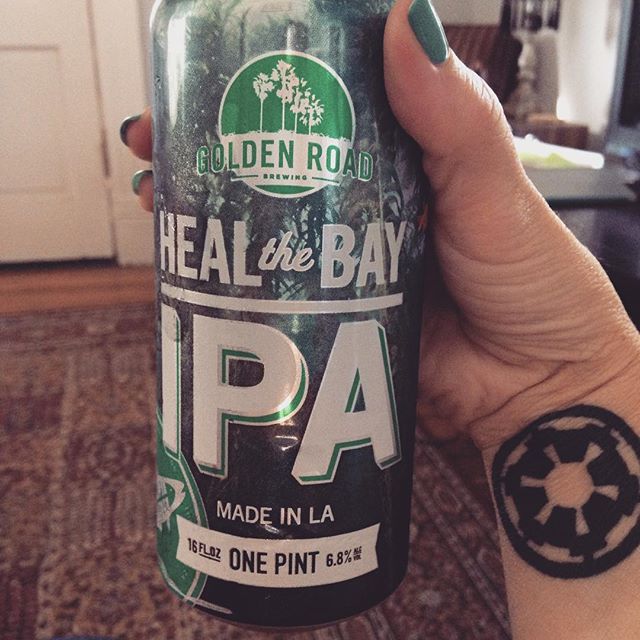 GOLDEN ROAD
BREWING
HEAL the BAY
IPA
MADE IN LA
16 FL.OZ ONE PINT 6.8% ALC VOL